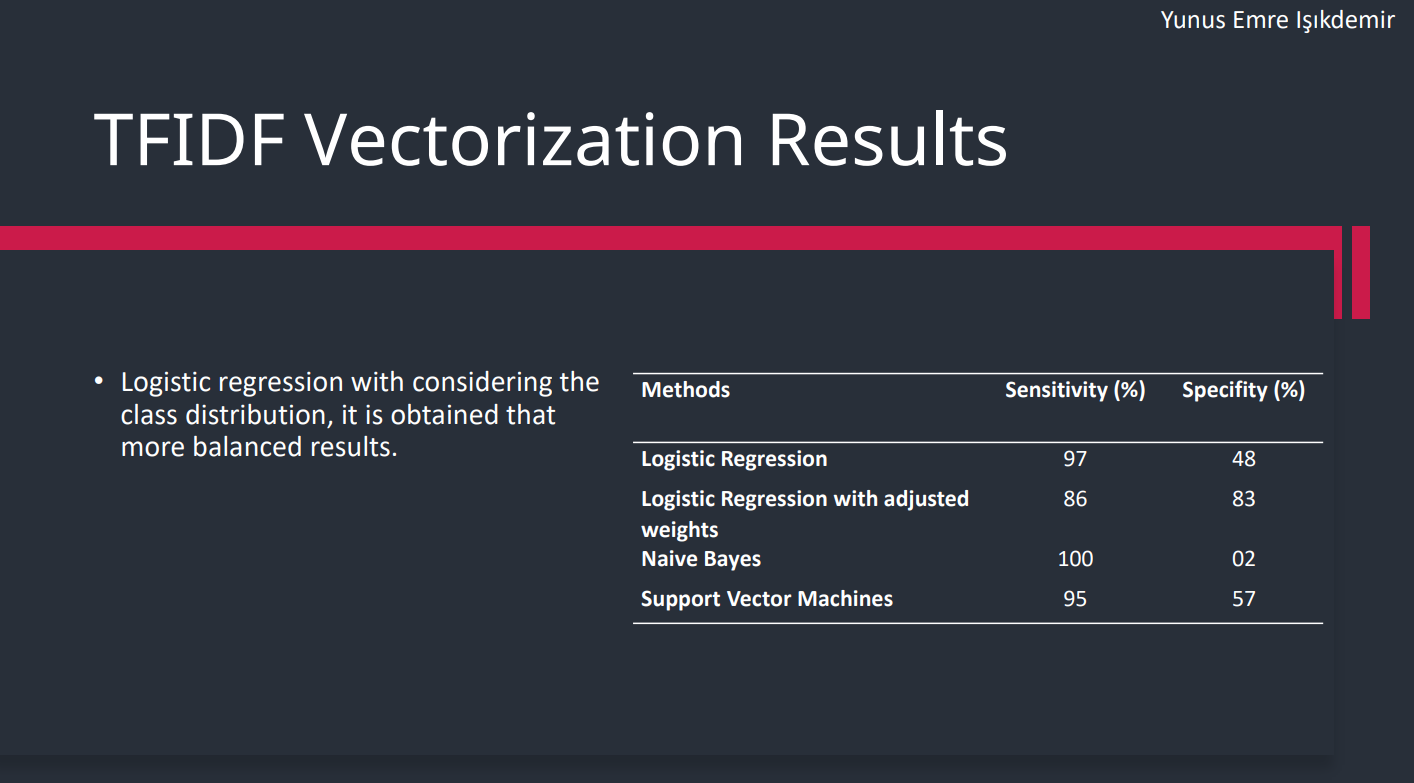 Yunus Emre Işıkdemir
TFIDF Vectorization Results
• Logistic regression with considering the
class distribution, it is obtained that
more balanced results.
Methods Sensitivity (%) Specifity (%)
Logistic Regression 97 48
Logistic Regression with adjusted 86 83
weights
Naive Bayes 100 02
Support Vector Machines 95 57